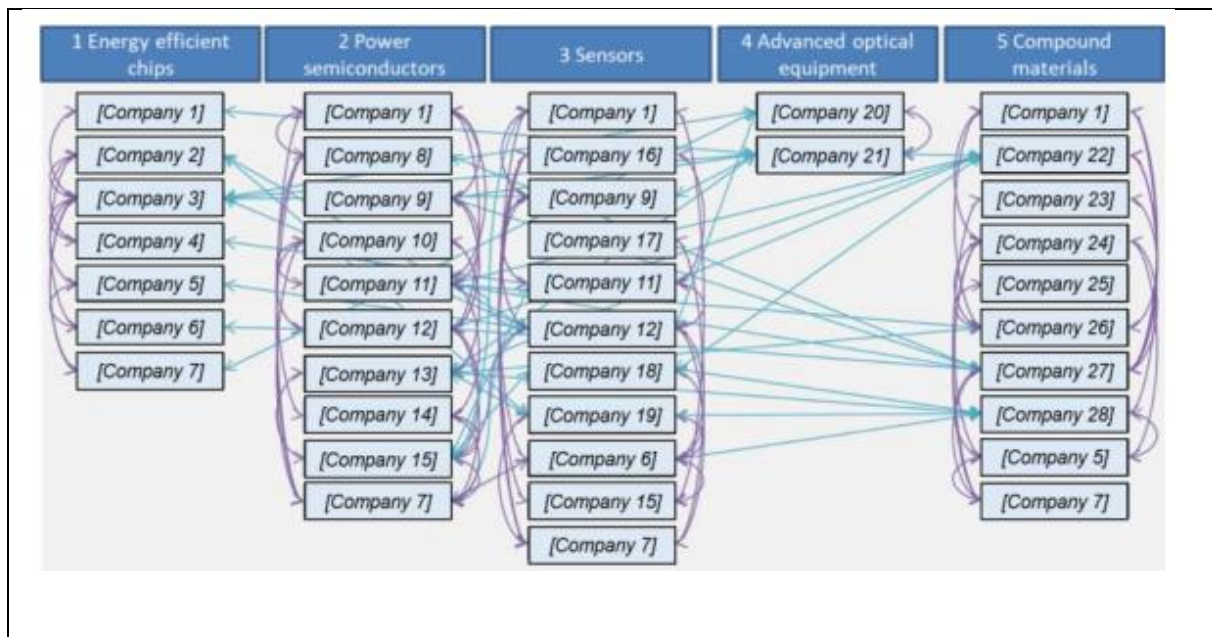 1 Energy efficient
chips
[Company 1]
[Company 2]
[Company 3]
[Company 4]
[Company 5]
[Company 6]
[Company 7]
2 Power
semiconductors
[Company 1]
[Company 8]
[Company 9]
[Company 10]
[Company 11]
[Company 12]
[Company 13]
[Company 14]
[Company 15]
[Company 7]
3 Sensors
[Company 1]
[Company 16]
[Company 9]
[Company 17]
[Company 11]
[Company 12]
[Company 18]
[Company 19]
[Company 6]
[Company 15]
[Company 7]
4 Advanced optical
equipment
[Company 20]
[Company 21]
5 Compound
materials
[Company 1]
[Company 22]
[Company 23]
[Company 24]
[Company 25]
[Company 26]
[Company 27]
[Company 28]
[Company 5]
[Company 7]